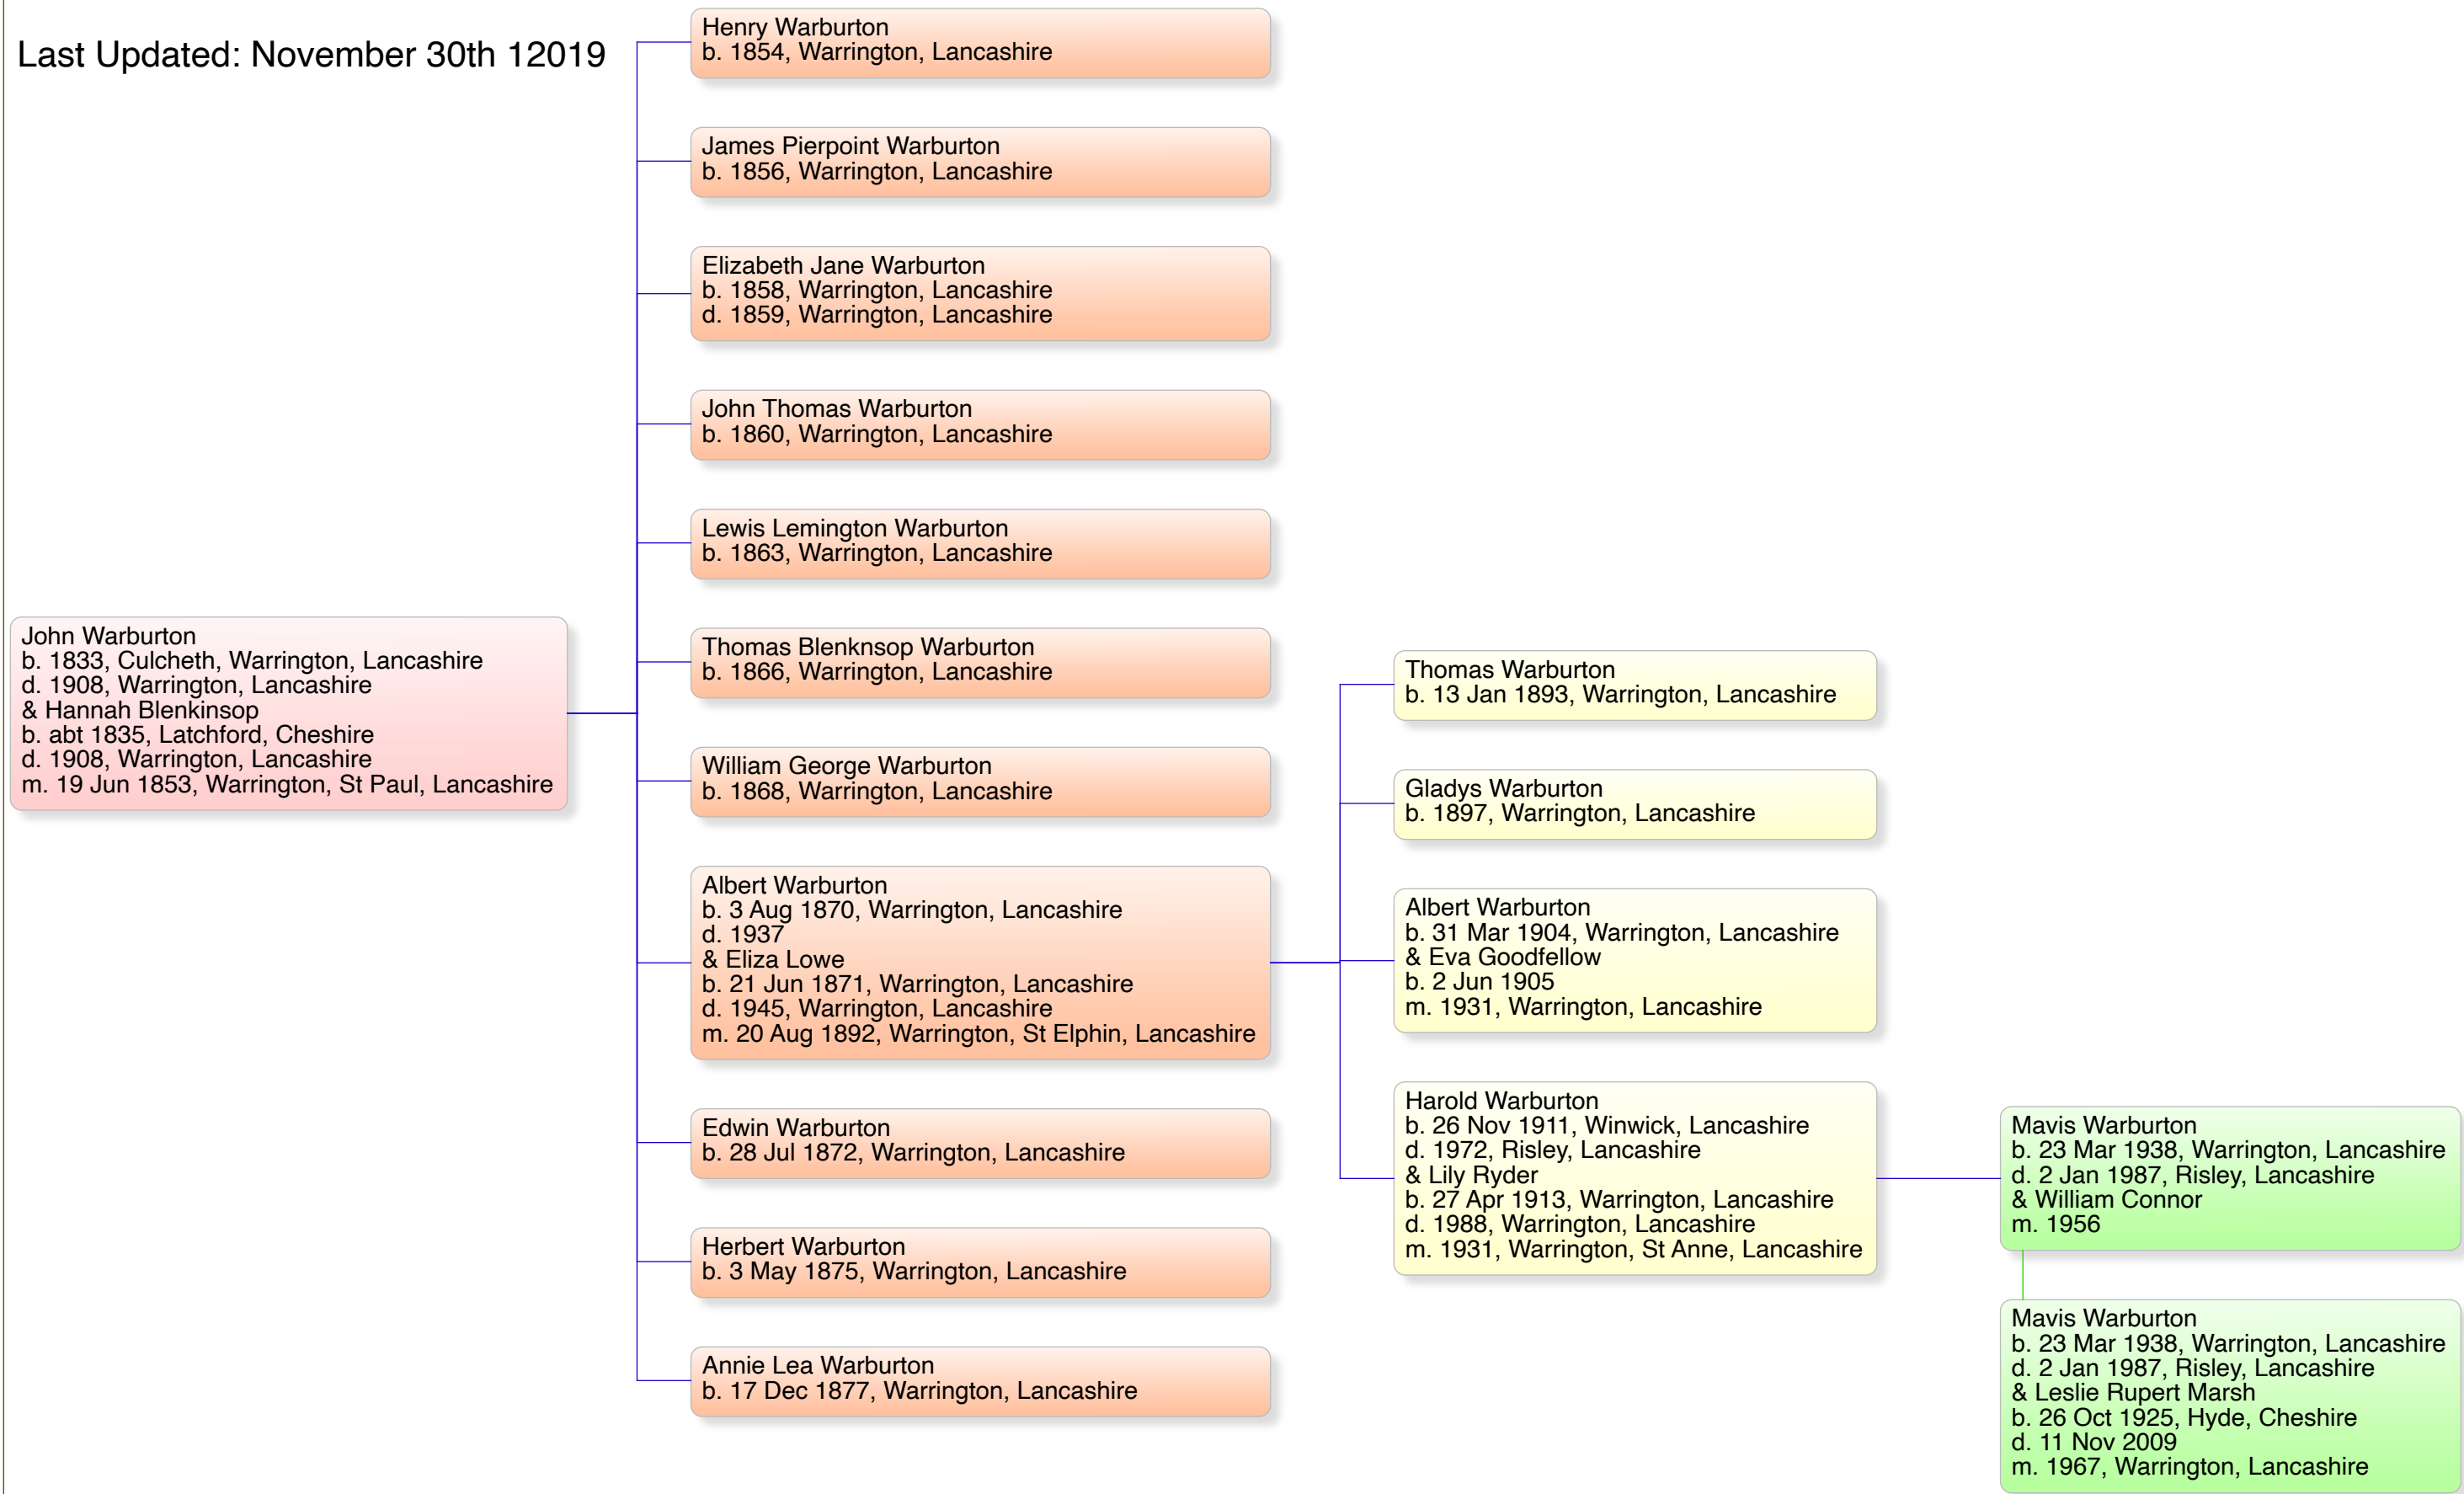 Last Updated: November 30th 12019
John Warburton
b. 1833, Culcheth, Warrington, Lancashire
d. 1908, Warrington, Lancashire
& Hannah Blenkinsop
b. abt 1835, Latchford, Cheshire
d. 1908, Warrington, Lancashire
m. 19 Jun 1853, Warrington, St Paul, Lancashire
Henry Warburton
b. 1854, Warrington, Lancashire
James Pierpoint Warburton
b. 1856, Warrington, Lancashire
Elizabeth Jane Warburton
b. 1858, Warrington, Lancashire
d. 1859, Warrington, Lancashire
John Thomas Warburton
b. 1860, Warrington, Lancashire
Lewis Lemington Warburton
b. 1863, Warrington, Lancashire
Thomas Blenknsop Warburton
b. 1866, Warrington, Lancashire
William George Warburton
b. 1868, Warrington, Lancashire
Albert Warburton
b. 3 Aug 1870, Warrington, Lancashire
d. 1937
& Eliza Lowe
b. 21 Jun 1871, Warrington, Lancashire
d. 1945, Warrington, Lancashire
m. 20 Aug 1892, Warrington, St Elphin, Lancashire
Edwin Warburton
b. 28 Jul 1872, Warrington, Lancashire
Herbert Warburton
b. 3 May 1875, Warrington, Lancashire
Annie Lea Warburton
b. 17 Dec 1877, Warrington, Lancashire
Thomas Warburton
b. 13 Jan 1893, Warrington, Lancashire
Gladys Warburton
b. 1897, Warrington, Lancashire
Albert Warburton
b. 31 Mar 1904, Warrington, Lancashire
& Eva Goodfellow
b. 2 Jun 1905
m. 1931, Warrington, Lancashire
Harold Warburton
b. 26 Nov 1911, Winwick, Lancashire
d. 1972, Risley, Lancashire
& Lily Ryder
b. 27 Apr 1913, Warrington, Lancashire
d. 1988, Warrington, Lancashire
m. 1931, Warrington, St Anne, Lancashire
Mavis Warburton
b. 23 Mar 1938, Warrington, Lancashire
d. 2 Jan 1987, Risley, Lancashire
& William Connor
m. 1956
Mavis Warburton
b. 23 Mar 1938, Warrington, Lancashire
d. 2 Jan 1987, Risley, Lancashire
& Leslie Rupert Marsh
b. 26 Oct 1925, Hyde, Cheshire
d. 11 Nov 2009
m. 1967, Warrington, Lancashire